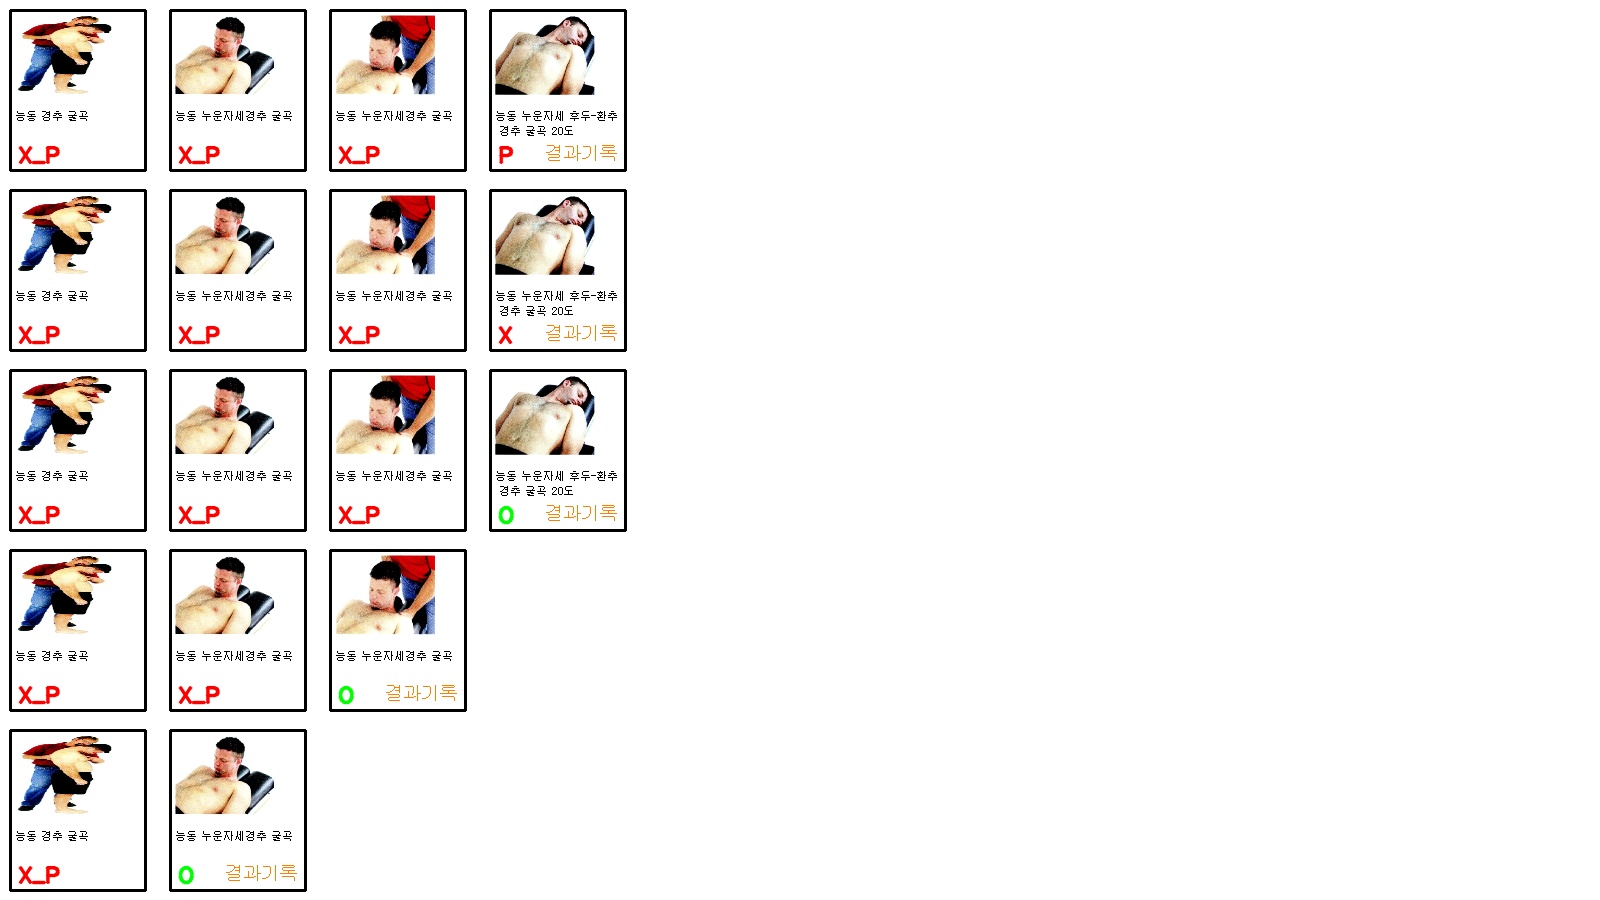 능동 경추 굴곡
X_P
능동 누운자세경추 굴곡
X_P
능동 누운자세경추 굴곡
X_P
능동 누운자세 후두-환추
경추 굴곡 20도
P 결과기록
능동 경추 굴곡
X_P
능동 누운자세경추 굴곡
X_P
능동 누운자세경추 굴곡
X_P
능동 누운자세 후두-환추
경추 굴곡 20도
X 결과기록
능동 경추 굴곡
X_P
능동 누운자세경추 굴곡
X_P
능동 누운자세경추 굴곡
X_P
능동 누운자세 후두-환추
경추 굴곡 20도
O 결과기록
능동 경추 굴곡
X_P
능동 누운자세경추 굴곡
X_P
능동 누운자세경추 굴곡
O 결과기록
능동 경추 굴곡
X_P
능동 누운자세경추 굴곡
O 결과기록